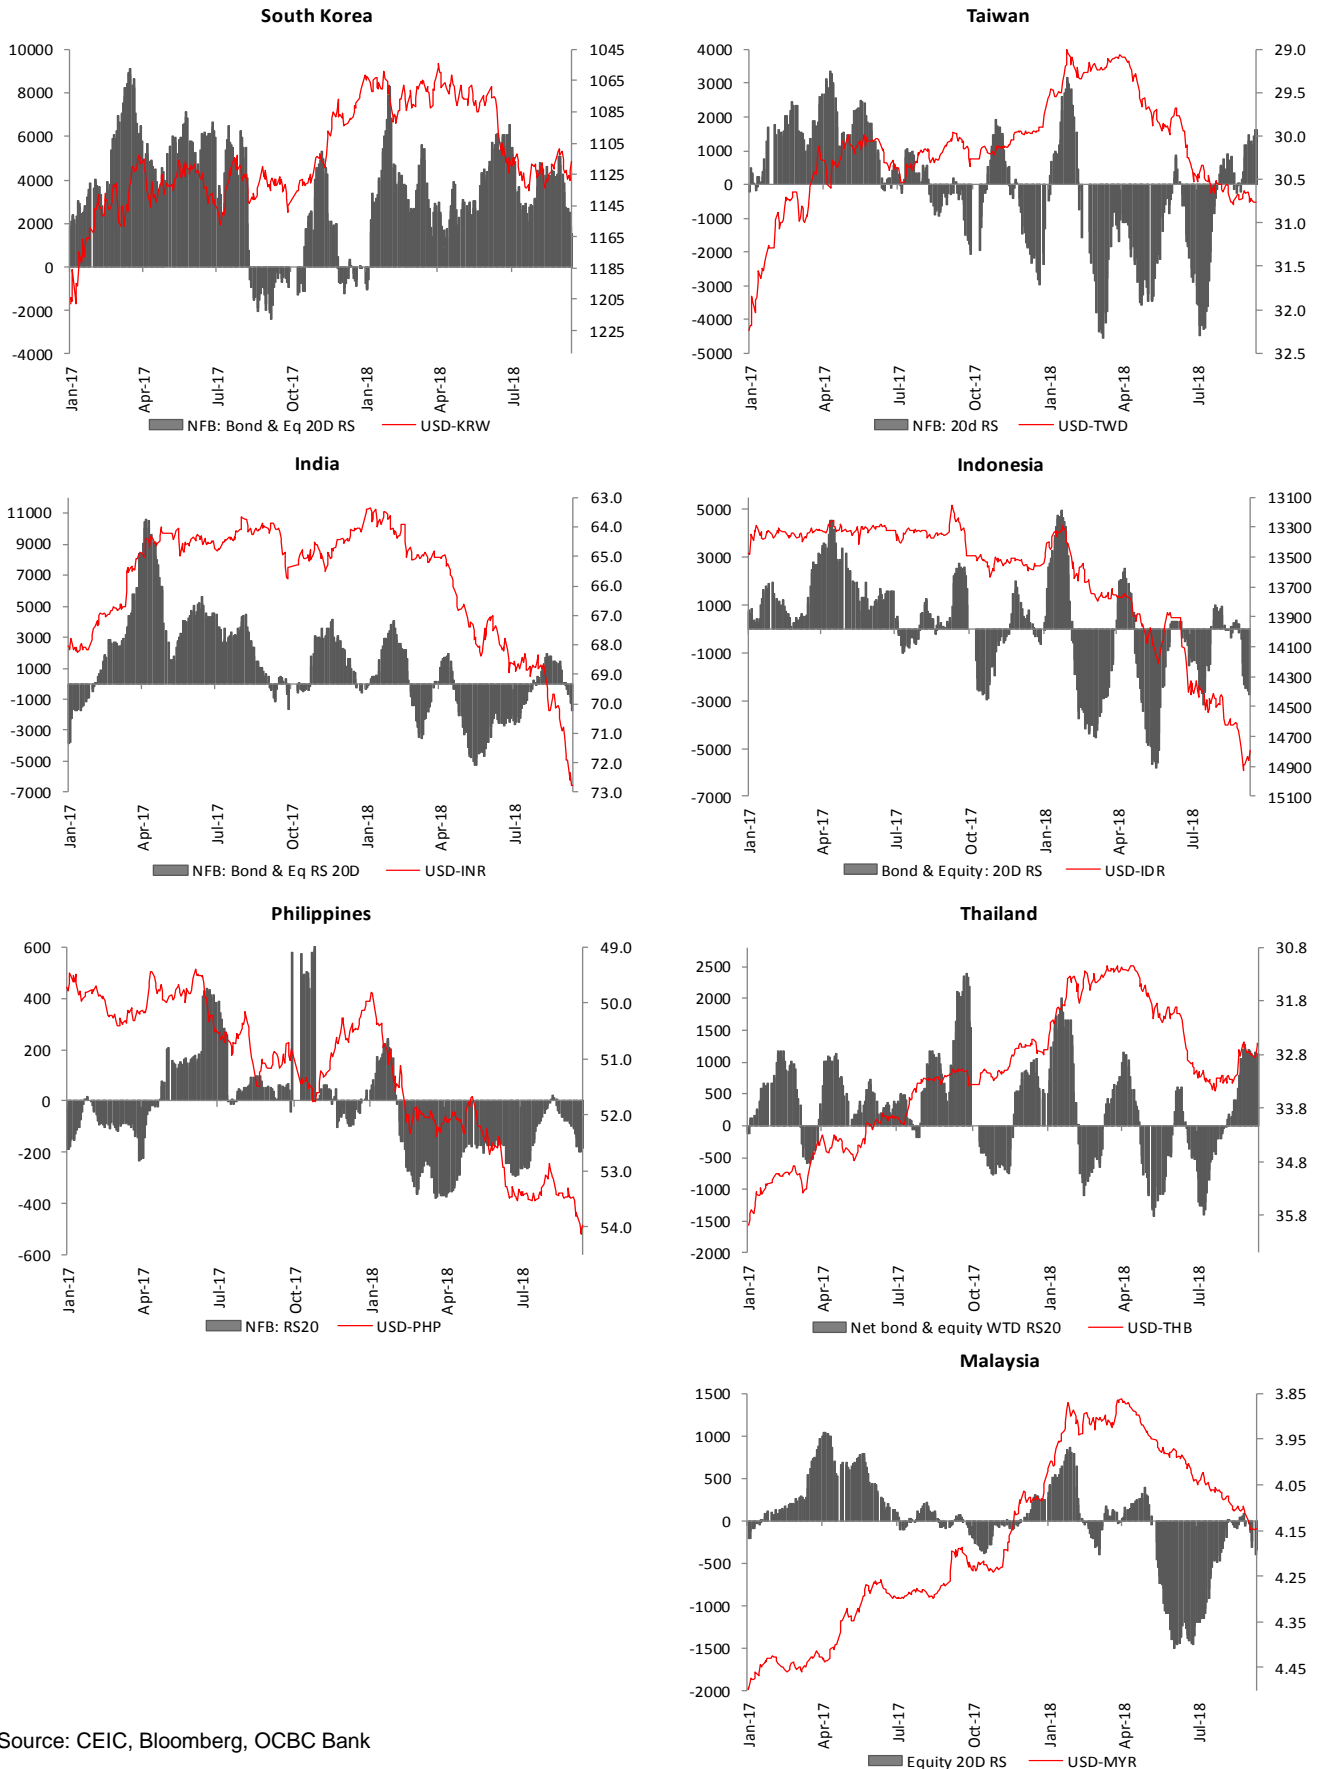 South Korea
10000
8000
6000
4000
2000
0
-2000
-4000
1045
1065
1085
1105
1125
1145
1165
1185
1205
1225
Jan-17
Apr-17
Jul-17
Oct-17
Jan-18
Apr-18
Jul-18
NFB: Bond & Eq 20D RS
USD-KRW
Taiwan
4000
3000
2000
1000
0
-1000
-2000
-3000
-4000
-5000
29.0
29.5
30.0
30.5
31.0
31.5
32.0
32.5
Jan-17
Apr-17
Jul-17
Oct-17
Jan-18
Apr-18
Jul-18
NFB: 20d RS
USD-TWD
India
11000
9000
7000
5000
3000
1000
-1000
-3000
-5000
-7000
63.0
64.0
65.0
66.0
67.0
68.0
69.0
70.0
71.0
72.0
73.0
Jan-17
Apr-17
Jul-17
Oct-17
Jan-18
Apr-18
Jul-18
NFB: Bond & Eq RS 20D
USD-INR
Indonesia
5000
3000
1000
-1000
-3000
-5000
-7000
13100
13300
13500
13700
13900
14100
14300
14500
14700
14900
15100
Jan-17
Apr-17
Jul-17
Oct-17
Jan-18
Apr-18
Jul-18
Bond & Equity: 20D RS
USD-IDR
Philippines
600
400
200
0
-200
-400
-600
49.0
50.0
51.0
52.0
53.0
54.0
Jan-17
Apr-17
Jul-17
Oct-17
Jan-18
Apr-18
Jul-18
NFB: RS20
USD-PHP
Thailand
2500
2000
1500
1000
500
0
-500
-1000
-1500
-2000
30.8
31.8
32.8
33.8
34.8
35.8
Jan-17
Apr-17
Jul-17
Oct-17
Jan-18
Apr-18
Jul-18
Net bond & equity WTD RS20
USD-THB
Malaysia
1500
1000
500
0
-500
-1000
-1500
-2000
3.85
3.95
4.05
4.15
4.25
4.35
4.45
Jan-17
Apr-17
Jul-17
Oct-17
Jan-18
Apr-18
Jul-18
Equity 20D RS
USD-MYR
Source: CEIC, Bloomberg, OCBC Bank